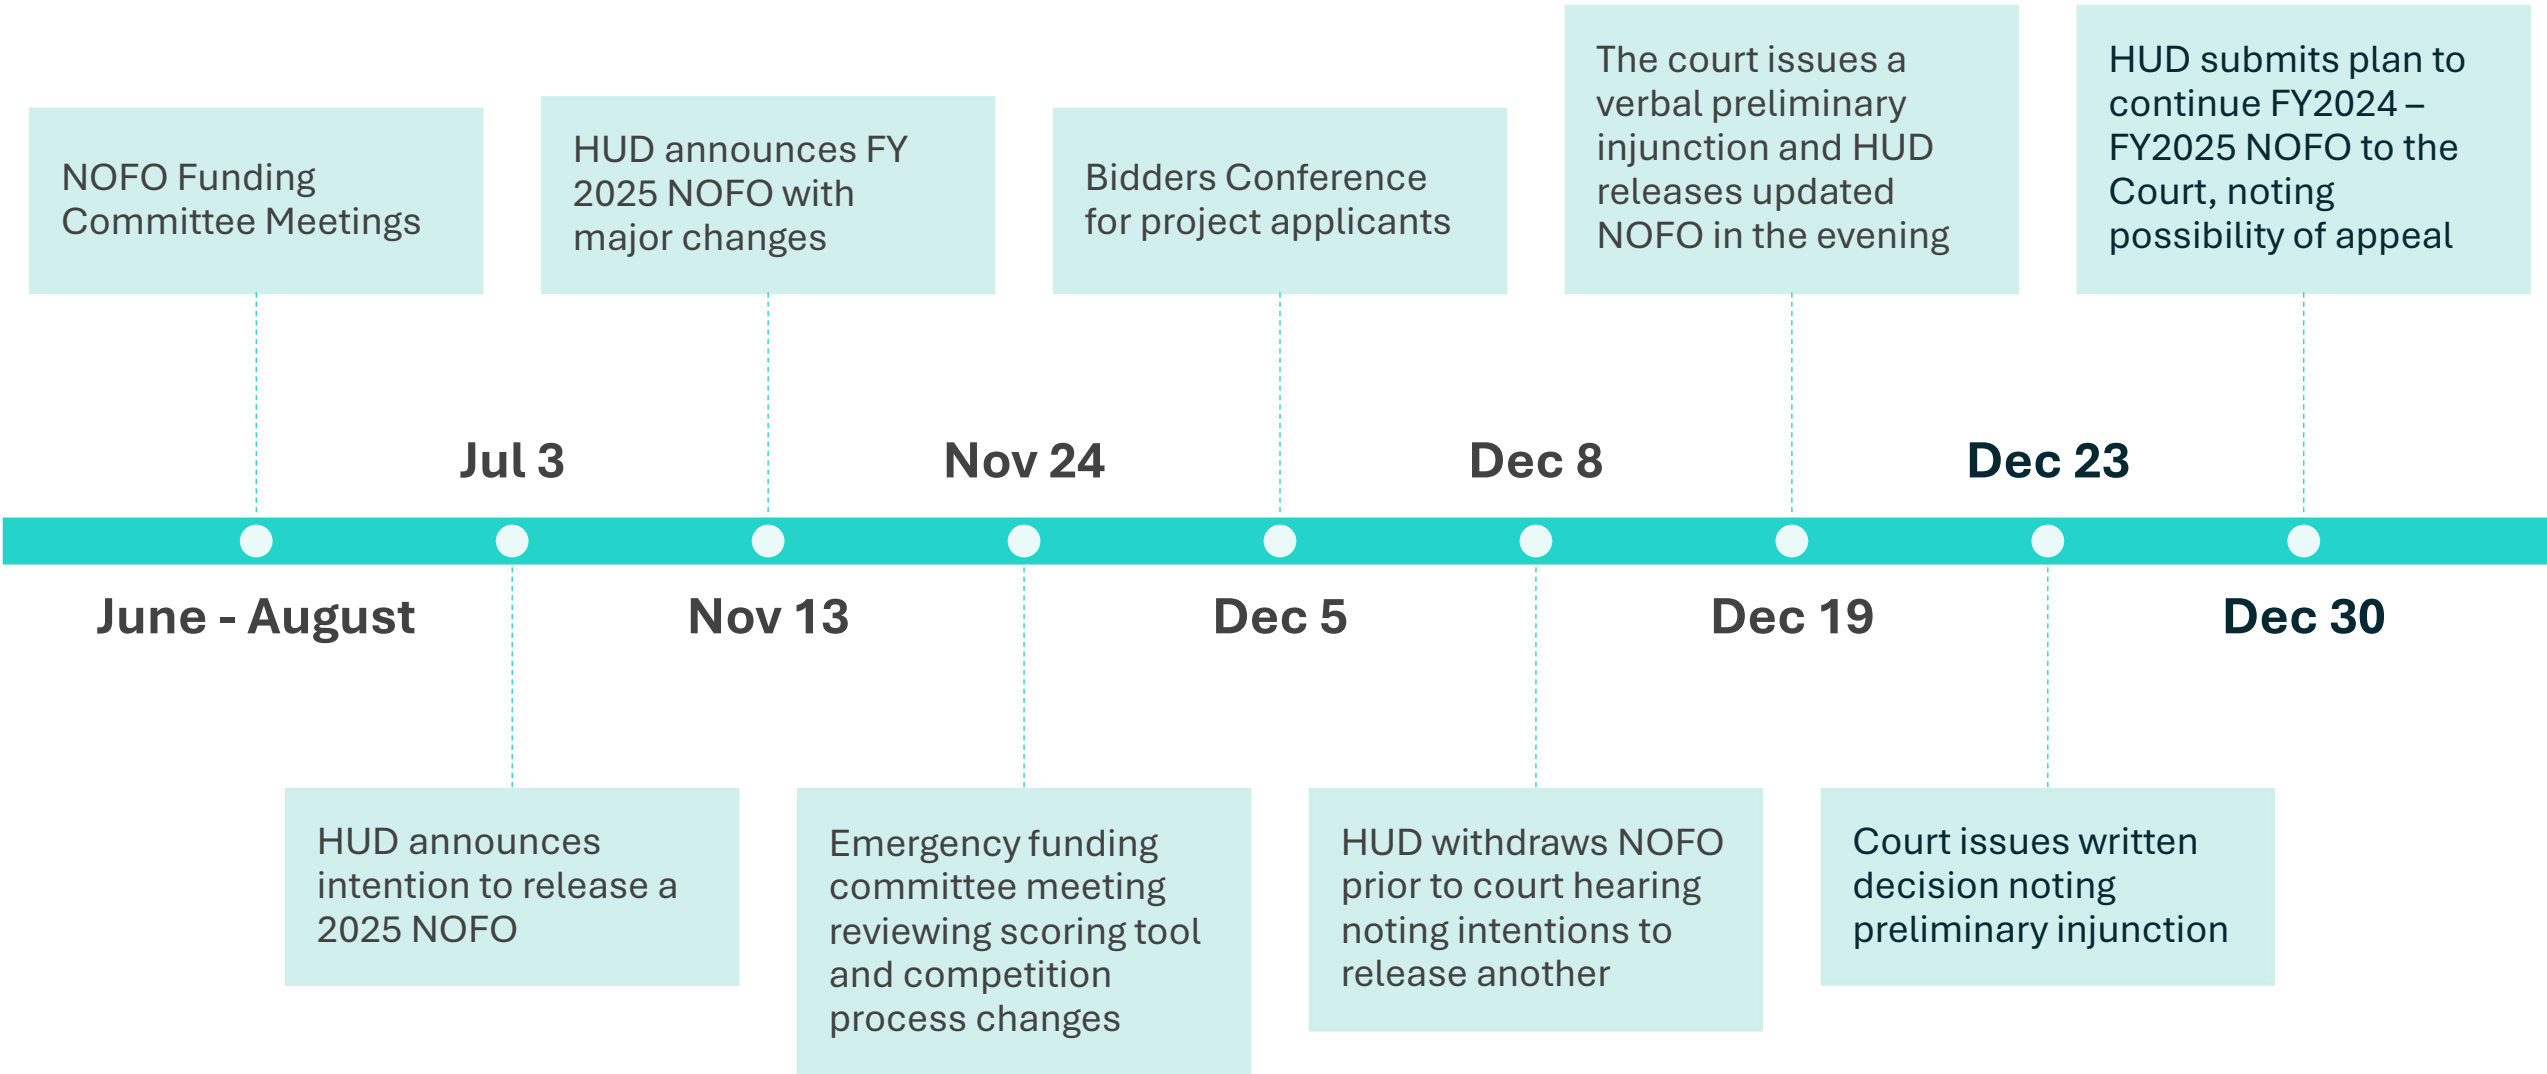 NOFO Funding
Committee Meetings
HUD announces FY
2025 NOFO with
major changes
Bidders Conference
for project applicants
The court issues a
verbal preliminary
injunction and HUD
releases updated
NOFO in the evening
HUD submits plan to
continue FY2024 –
FY2025 NOFO to the
Court, noting
possibility of appeal
Jul 3
Nov 24
Dec 8
Dec 23
June - August
Nov 13
Dec 5
Dec 19
Dec 30
HUD announces
intention to release a
2025 NOFO
Emergency funding
committee meeting
reviewing scoring tool
and competition
process changes
HUD withdraws NOFO
prior to court hearing
noting intentions to
release another
Court issues written
decision noting
preliminary injunction